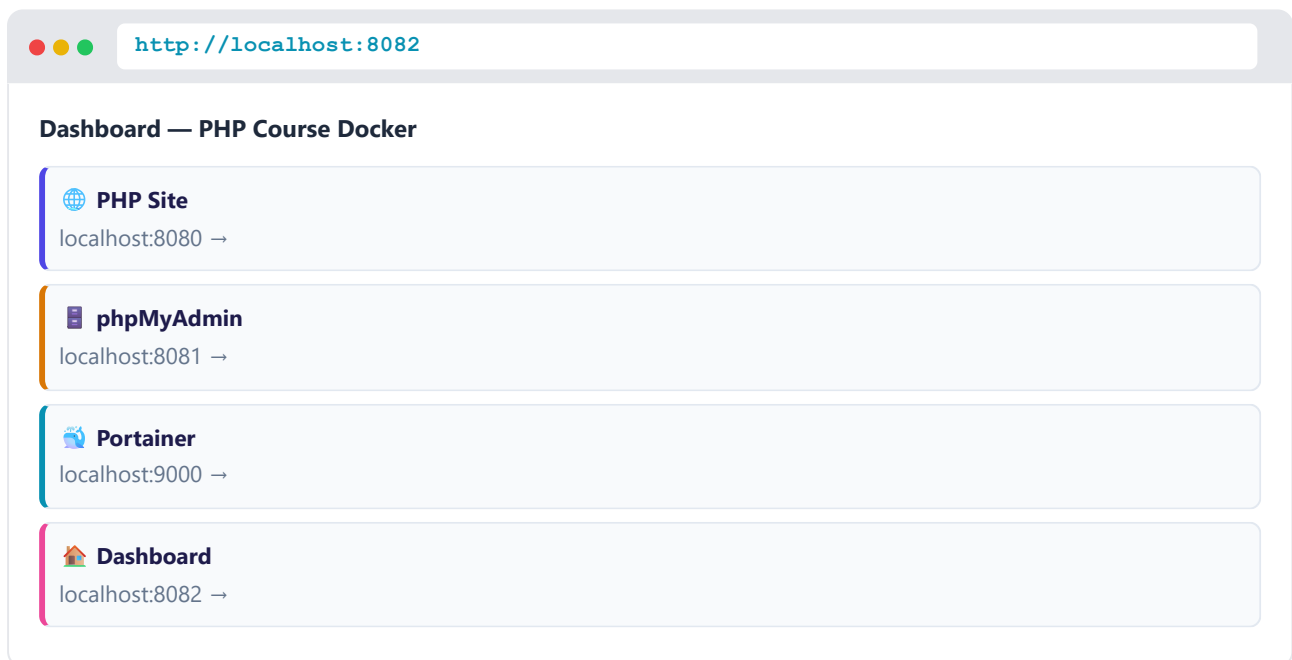 http://localhost:8082
Dashboard — PHP Course Docker
PHP Site
localhost:8080 →
phpMyAdmin
localhost:8081 →
Portainer
localhost:9000 →
Dashboard
localhost:8082 →